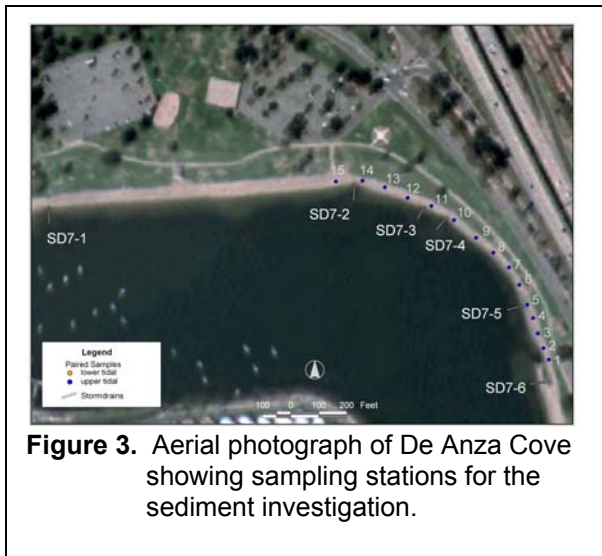 15
14
13
12
11
10
9
8
7
6
5
4
3
2
1
SD7-1
SD7-2
SD7-3
SD7-4
SD7-5
SD7-6
Legend
Paired Samples
lower tidal
upper tidal
Stormdrains
100 0 100 200 Feet
Figure 3. Aerial photograph of De Anza Cove
showing sampling stations for the
sediment investigation.